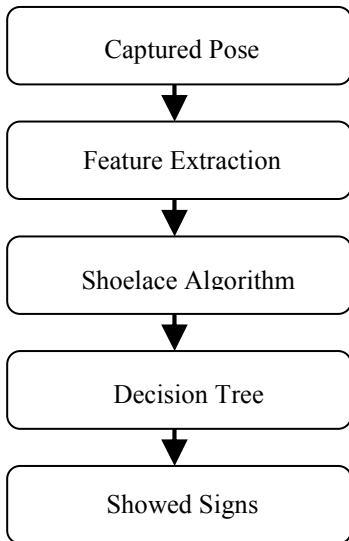 Captured Pose
Feature Extraction
Shoelace Algorithm
Decision Tree
Showed Signs